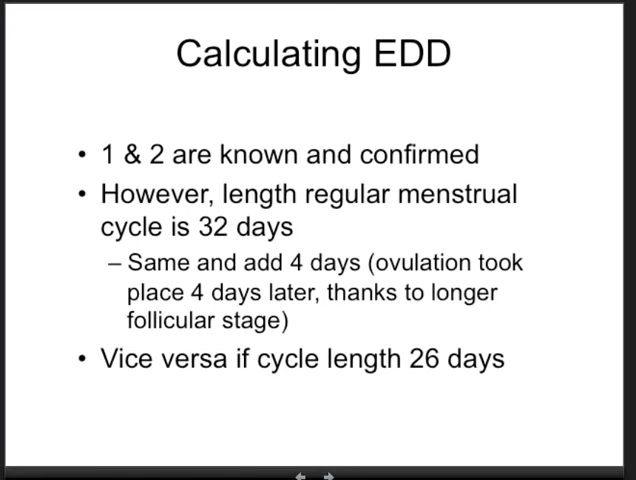 Calculating EDD
• 1 & 2 are known and confirmed
• However, length regular menstrual
cycle is 32 days
– Same and add 4 days (ovulation took
place 4 days later, thanks to longer
follicular stage)
• Vice versa if cycle length 26 days